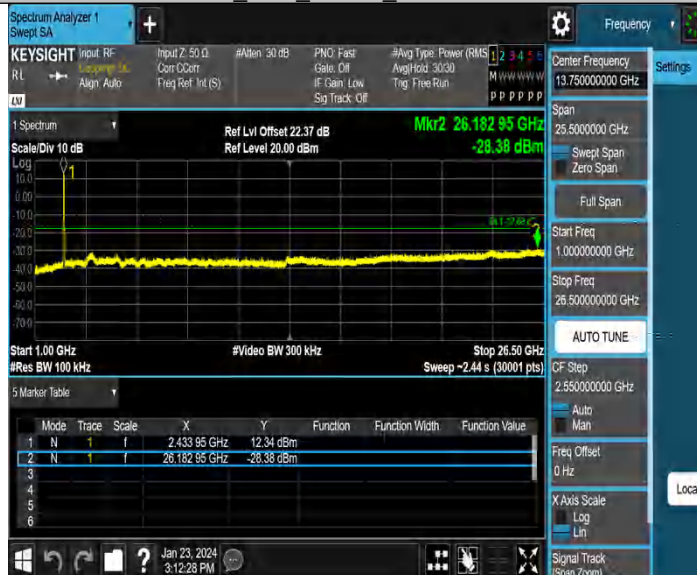 Spectrum Analyzer 1
Swept SA
Frequency
KEYSIGHT
Input: RF
Input Z: 50 Ω
#Atten: 30 dB
PNO: Fast
#Avg Type: Power (RMS
1 2 3 4 5 6
RL
Align: Auto
Corr CCorr
Freq Ref: Int (S)
Gate: Off
IF Gain: Low
Sig Track: Off
Avg|Hold: 30/30
Trig: Free Run
M W W W W W
P P P P P P
LXI
1 Spectrum
Scale/Div 10 dB
Ref Lvl Offset 22.37 dB
Ref Level 20.00 dBm
Mkr2 26.182 95 GHz
-28.38 dBm
Log
1
10.0
0.00
-10.0
-20.0
-30.0
-40.0
-50.0
-60.0
-70.0
Start 1.00 GHz
#Res BW 100 kHz
#Video BW 300 kHz
Stop 26.50 GHz
Sweep ~2.44 s (30001 pts)
5 Marker Table
Mode Trace Scale X Y Function Function Width Function Value
1 N 1 f 2.433 95 GHz 12.34 dBm
2 N 1 f 26.182 95 GHz -28.38 dBm
3
4
5
6
Jan 23, 2024
3:12:28 PM
Center Frequency
13.750000000 GHz
Settings
Span
25.5000000 GHz
Swept Span
Zero Span
Full Span
Start Freq
1.000000000 GHz
Stop Freq
26.500000000 GHz
AUTO TUNE
CF Step
2.550000000 GHz
Auto
Man
Freq Offset
0 Hz
Loca
X Axis Scale
Log
Lin
Signal Track
(Span Zoom)